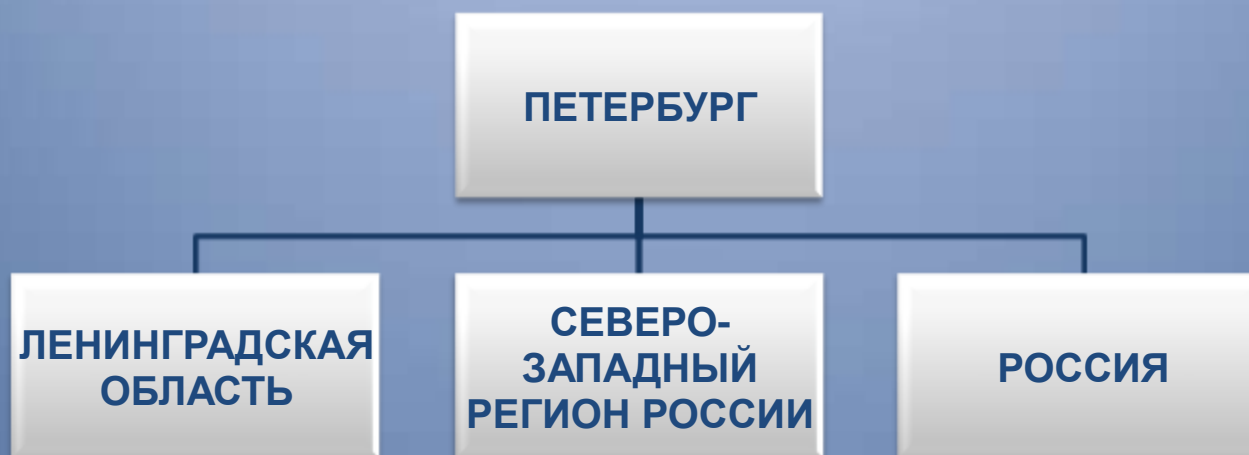 ПЕТЕРБУРГ
ЛЕНИНГРАДСКАЯ
ОБЛАСТЬ
СЕВЕРО-
ЗАПАДНЫЙ
РЕГИОН РОССИИ
РОССИЯ